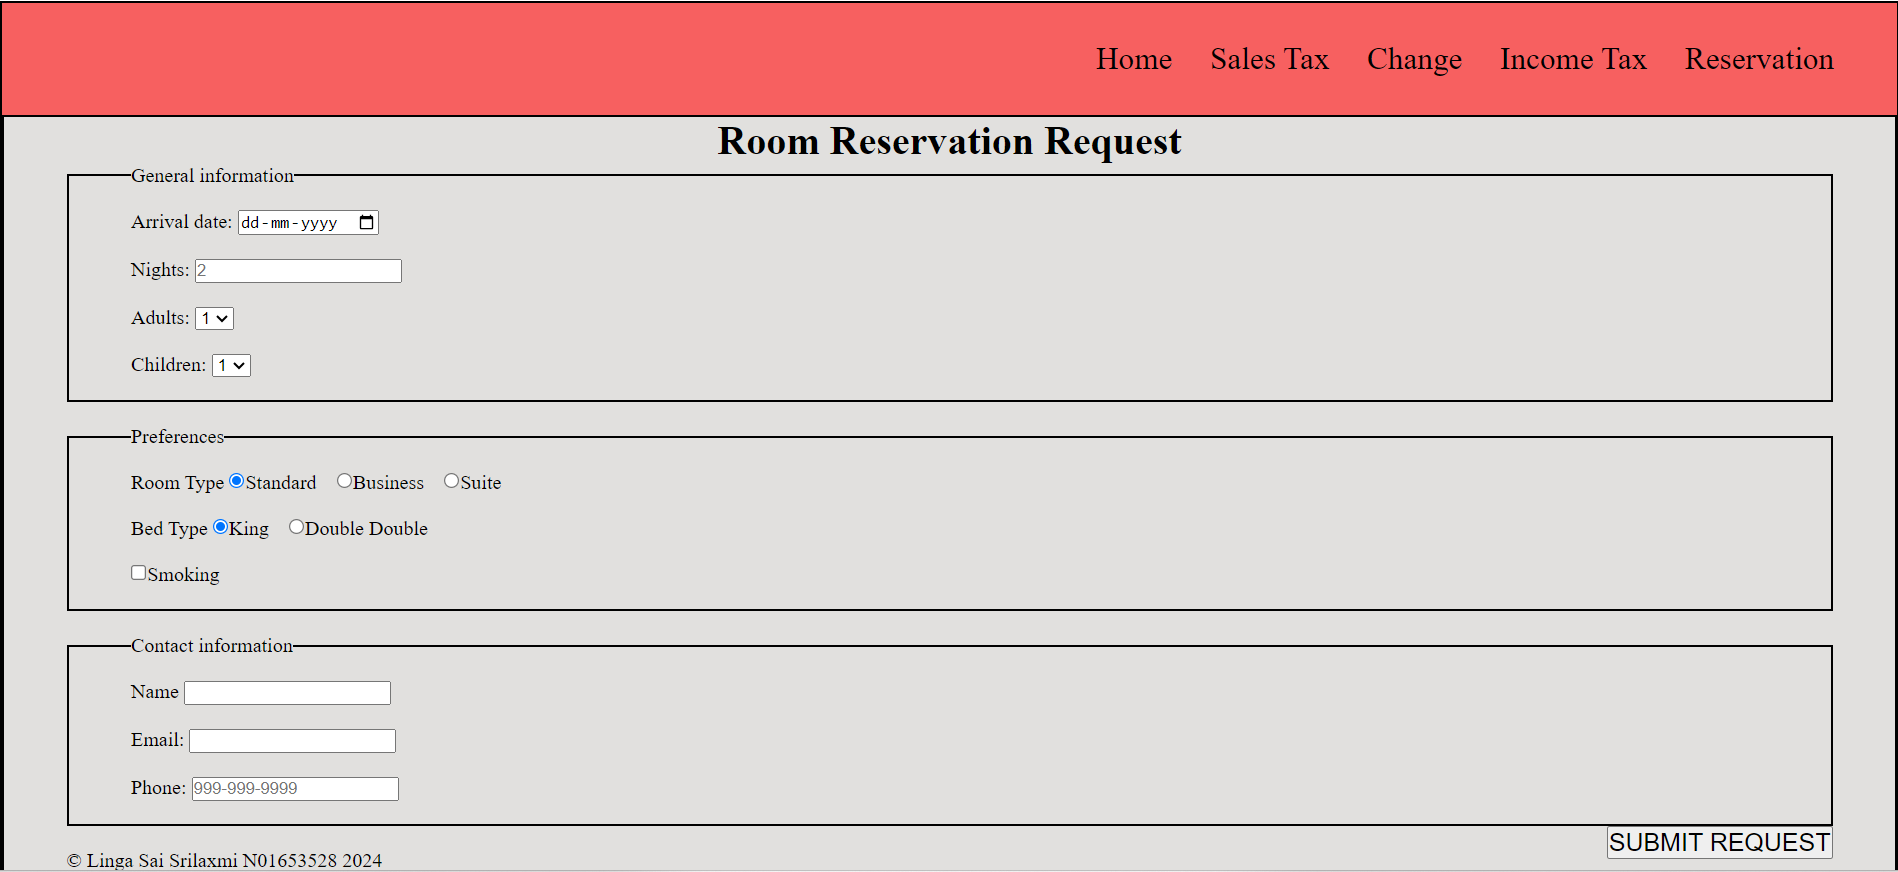 Home Sales Tax Change Income Tax Reservation
Room Reservation Request
General information
Arrival date: dd-mm-yyyy
Nights: 2
Adults: 1
Children: 1
Preferences
Room Type Standard Business Suite
Bed Type King Double Double
Smoking
Contact information
Name
Email:
Phone: 999-999-9999
SUBMIT REQUEST
© Linga Sai Srilaxmi N01653528 2024